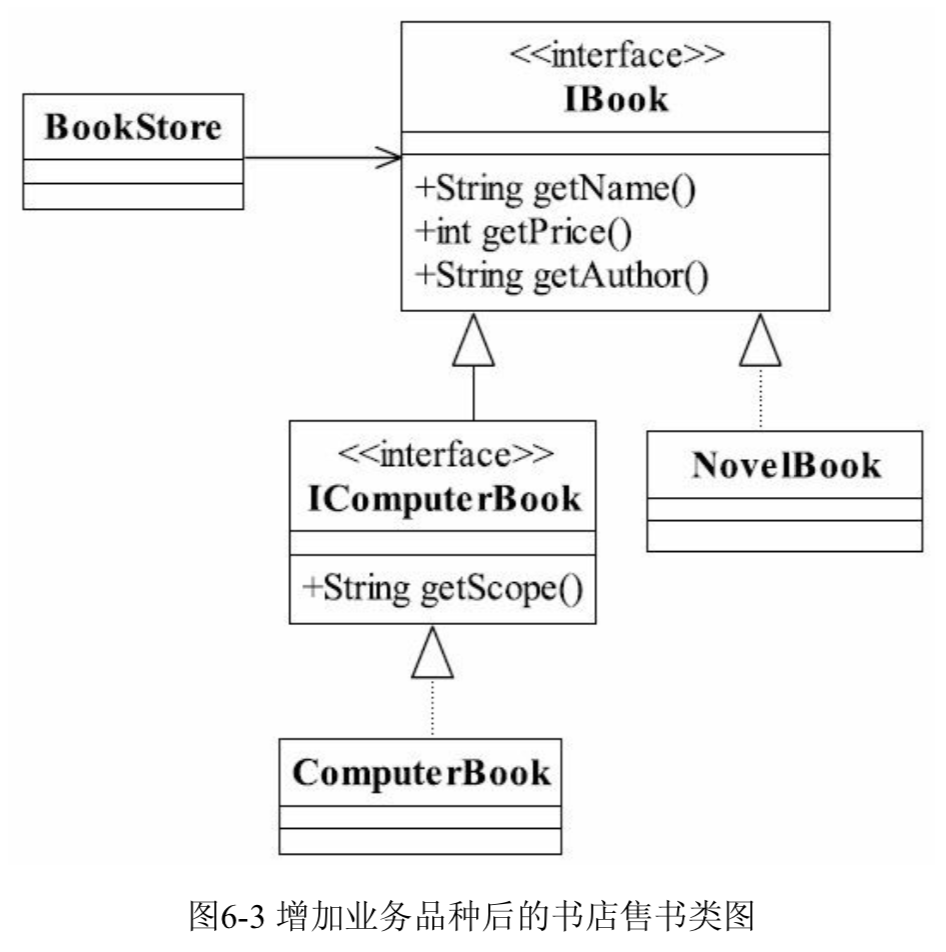 <<interface>>
IBook
BookStore
+String getName()
+int getPrice()
+String getAuthor()
<<interface>>
IComputerBook
+String getScope()
NovelBook
ComputerBook
图6-3 增加业务品种后的书店售书类图